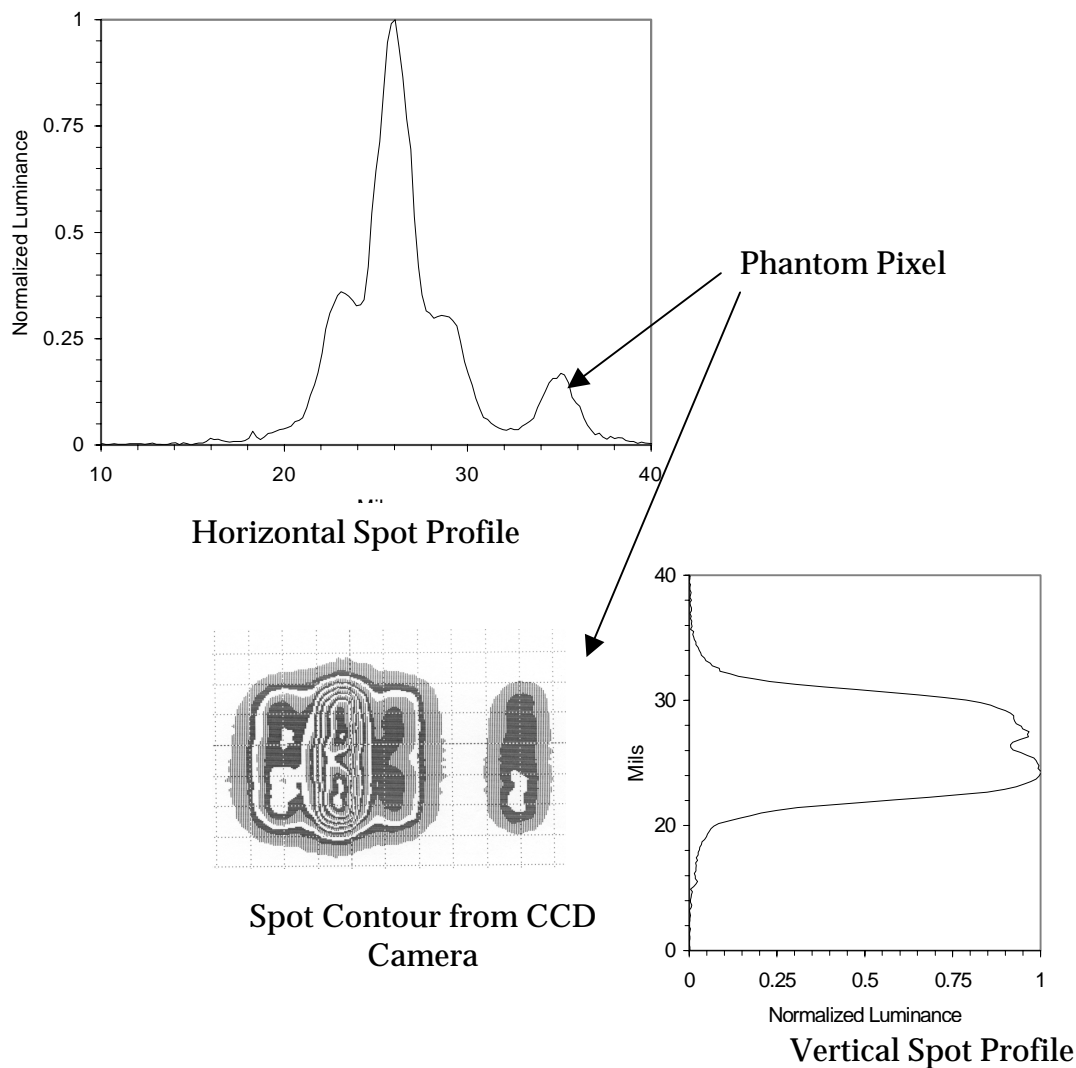 1
0.75
0.5
0.25
0
Normalized Luminance
10 20 30 40
Horizontal Spot Profile
Phantom Pixel
Spot Contour from CCD
Camera
40
30
20
0
Mils
0 0.25 0.5 0.75 1
Normalized Luminance
Vertical Spot Profile